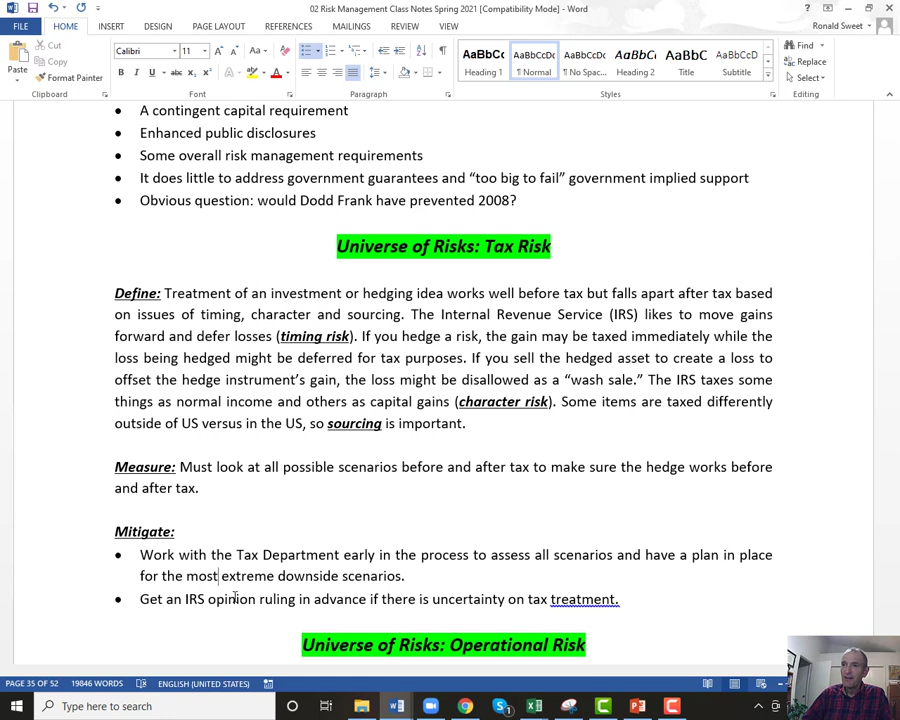 02 Risk Management Class Notes Spring 2021 [Compatibility Mode] - Word
FILE HOME INSERT DESIGN PAGE LAYOUT REFERENCES MAILINGS REVIEW VIEW Ronald Sweet
Paste Cut Copy Format Painter Calibri 11 Find Replace Select
AaBbCc AaBbCcDc AaBbCcDc AaBbCc AaBbC AaBbCcDc
Heading 1 ¶ Normal ¶ No Spac... Heading 2 Title Subtitle
Clipboard Font Paragraph Styles Editing
• A contingent capital requirement
• Enhanced public disclosures
• Some overall risk management requirements
• It does little to address government guarantees and “too big to fail” government implied support
• Obvious question: would Dodd Frank have prevented 2008?
Universe of Risks: Tax Risk
Define: Treatment of an investment or hedging idea works well before tax but falls apart after tax based
on issues of timing, character and sourcing. The Internal Revenue Service (IRS) likes to move gains
forward and defer losses (timing risk). If you hedge a risk, the gain may be taxed immediately while the
loss being hedged might be deferred for tax purposes. If you sell the hedged asset to create a loss to
offset the hedge instrument’s gain, the loss might be disallowed as a “wash sale.” The IRS taxes some
things as normal income and others as capital gains (character risk). Some items are taxed differently
outside of US versus in the US, so sourcing is important.
Measure: Must look at all possible scenarios before and after tax to make sure the hedge works before
and after tax.
Mitigate:
• Work with the Tax Department early in the process to assess all scenarios and have a plan in place
for the most extreme downside scenarios.
• Get an IRS opinion ruling in advance if there is uncertainty on tax treatment.
Universe of Risks: Operational Risk
PAGE 35 OF 52 19846 WORDS ENGLISH (UNITED STATES)
Type here to search